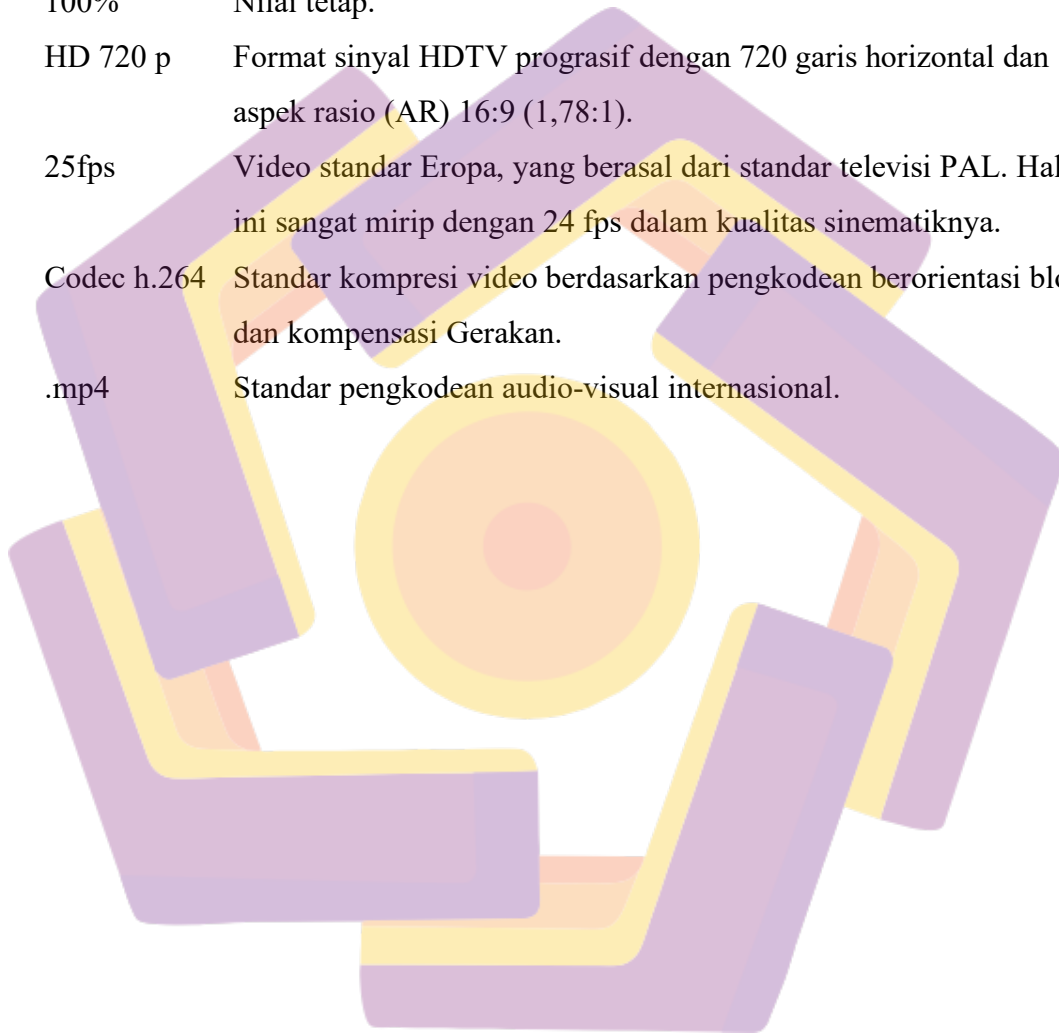 100% Nilai tetap.
HD 720 p Format sinyal HDTV prograsif dengan 720 garis horizontal dan
aspek rasio (AR) 16:9 (1,78:1).
25fps Video standar Eropa, yang berasal dari standar televisi PAL. Hal
ini sangat mirip dengan 24 fps dalam kualitas sinematiknya.
Codec h.264 Standar kompresi video berdasarkan pengkodean berorientasi
dan kompensasi Gerakan.
.mp4 Standar pengkodean audio-visual internasional.